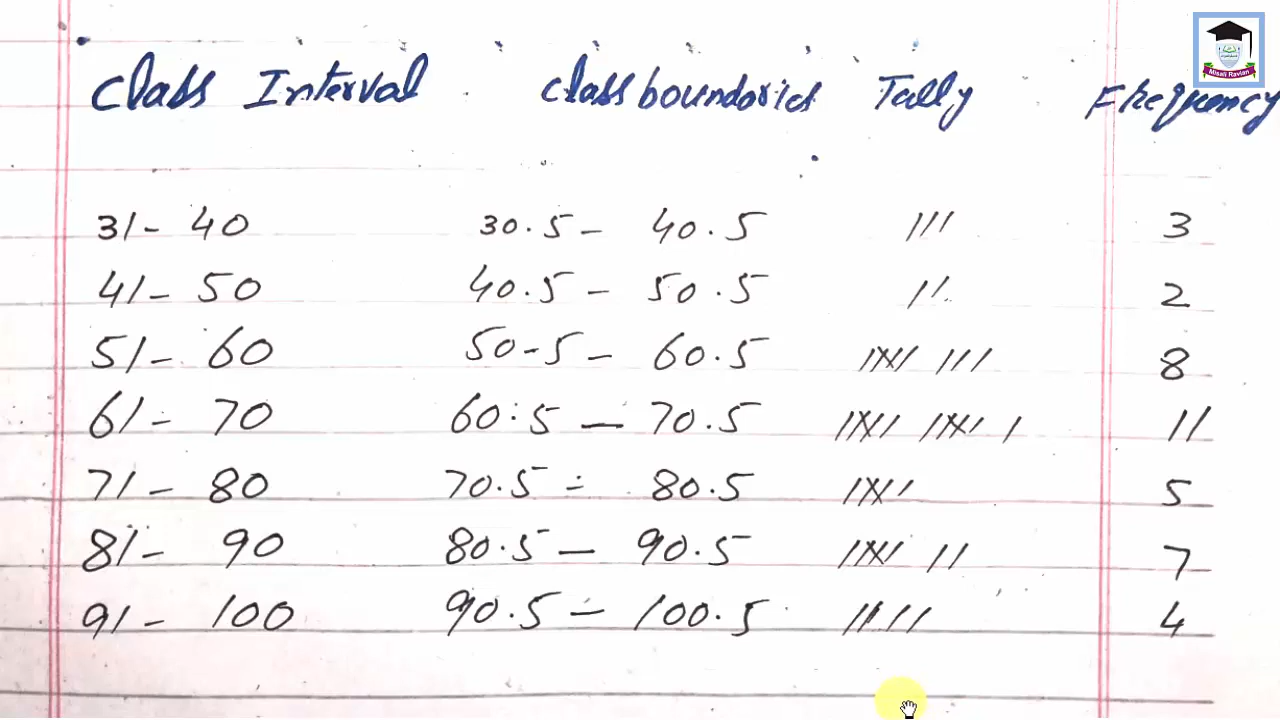 Misali Ravian
Class Interval Class boundaries Tally Frequency
31 - 40 30.5 - 40.5 /// 3
41 - 50 40.5 - 50.5 // 2
51 - 60 50.5 - 60.5 //// /// 8
61 - 70 60.5 - 70.5 //// //// / 11
71 - 80 70.5 - 80.5 //// 5
81 - 90 80.5 - 90.5 //// // 7
91 - 100 90.5 - 100.5 //// 4